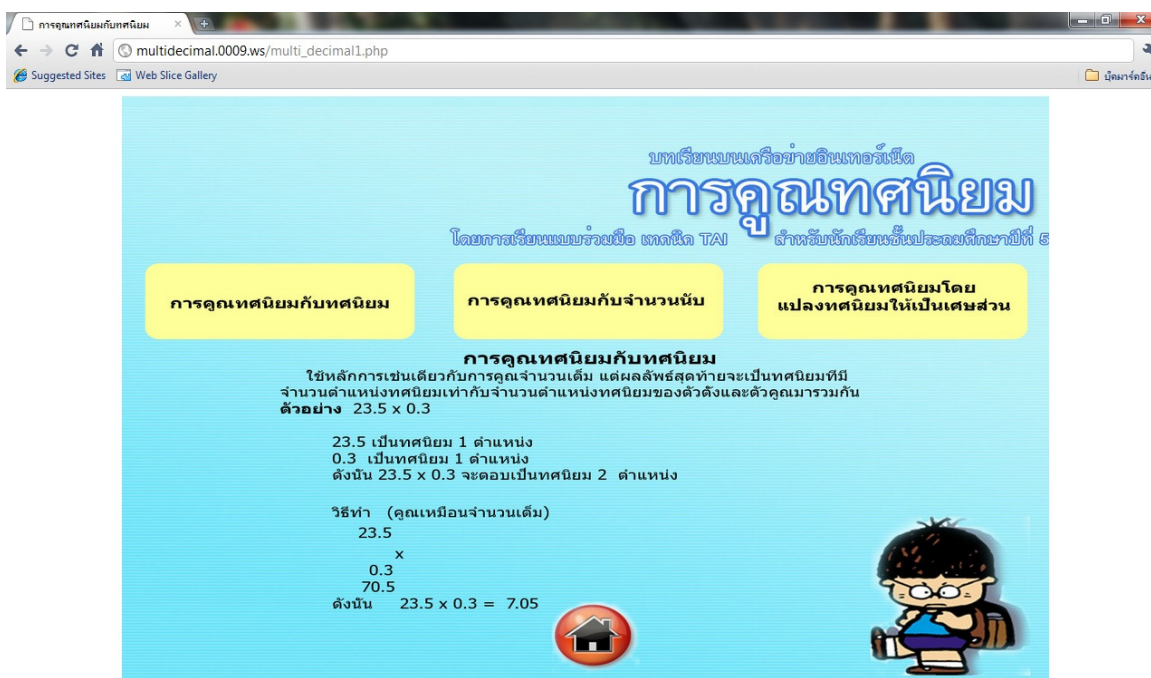 การคูณทศนิยมกับทศนิยม
multidecimal.0009.ws/multi_decimal1.php
Suggested Sites Web Slice Gallery
บทเรียนบนเครือข่ายอินเทอร์เน็ต
การคูณทศนิยม
โดยการเรียนแบบร่วมมือ เทคนิค TAI สำหรับนักเรียนชั้นประถมศึกษาปีที่ 5
การคูณทศนิยมกับทศนิยม
การคูณทศนิยมกับจำนวนนับ
การคูณทศนิยมโดย
แปลงทศนิยมให้เป็นเศษส่วน
การคูณทศนิยมกับทศนิยม
ใช้หลักการเช่นเดียวกับการคูณจำนวนเต็ม แต่ผลลัพธ์สุดท้ายจะเป็นทศนิยมที่มี
จำนวนตำแหน่งทศนิยมเท่ากับจำนวนตำแหน่งทศนิยมของตัวตั้งและตัวคูณมารวมกัน
ตัวอย่าง 23.5 x 0.3
23.5 เป็นทศนิยม 1 ตำแหน่ง
0.3 เป็นทศนิยม 1 ตำแหน่ง
ดังนั้น 23.5 x 0.3 จะตอบเป็นทศนิยม 2 ตำแหน่ง
วิธีทำ (คูณเหมือนจำนวนเต็ม)
23.5
x
0.3
70.5
ดังนั้น 23.5 x 0.3 = 7.05